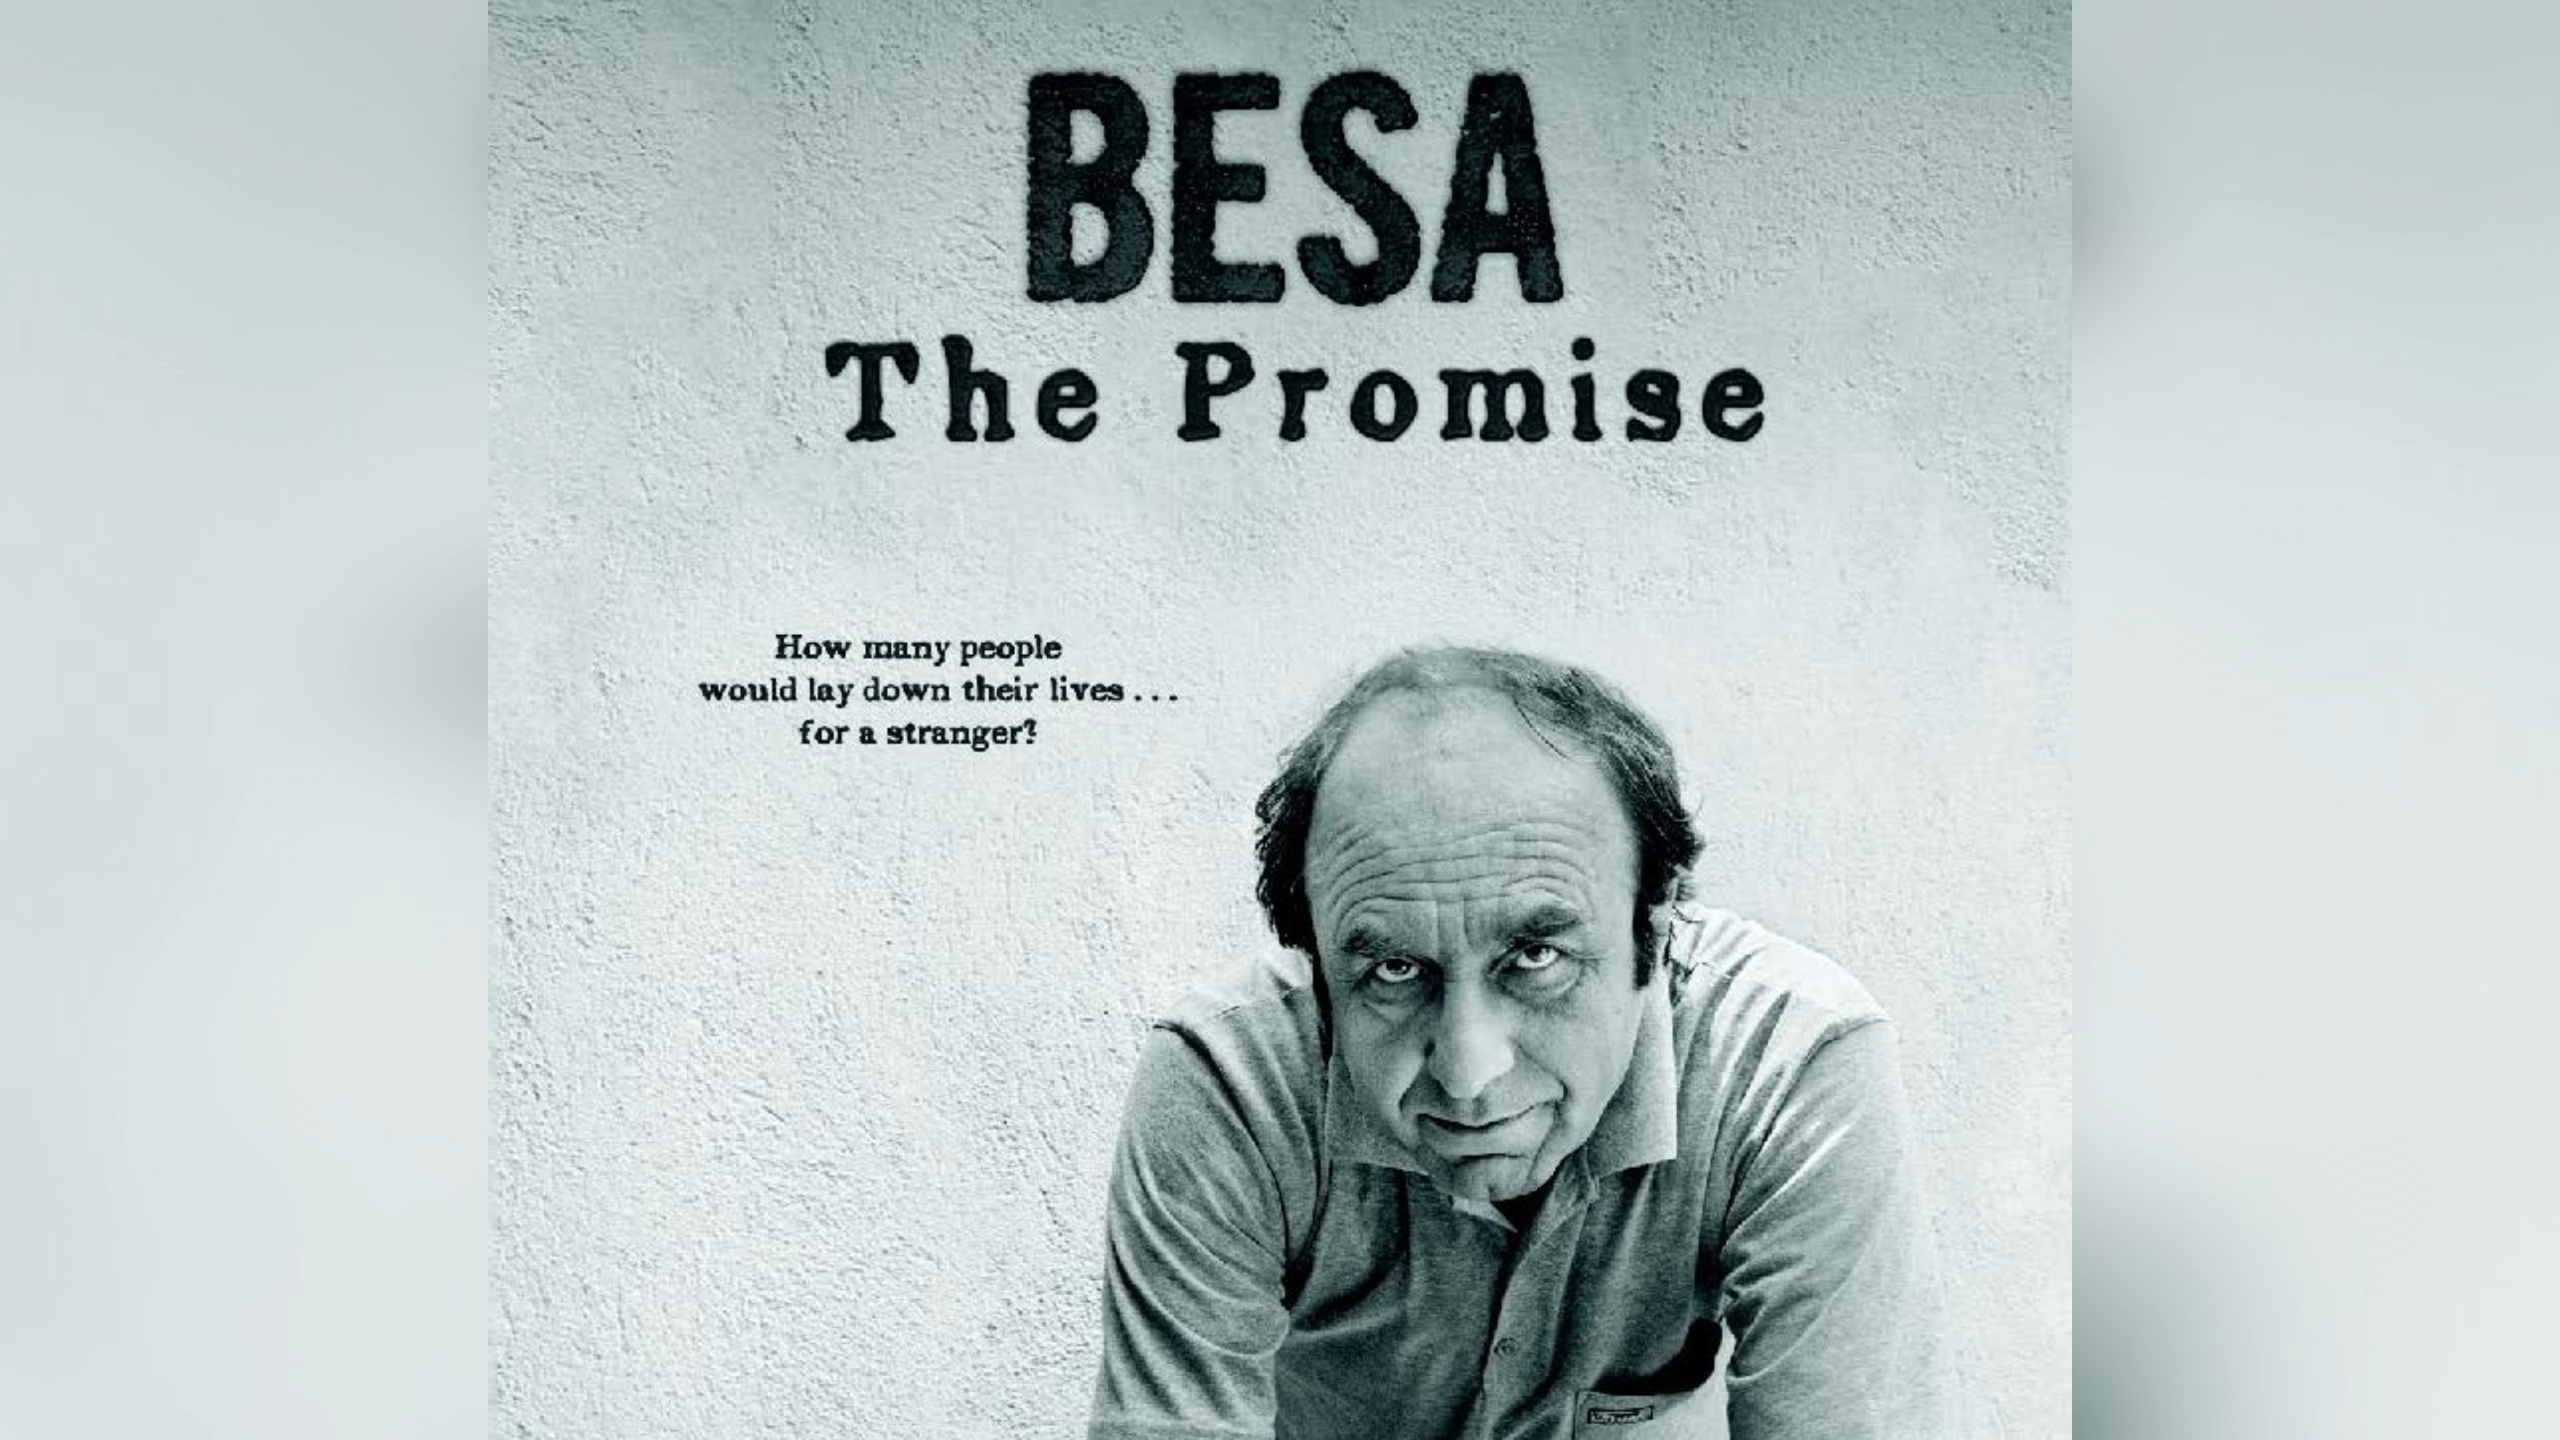 BESA
The Promise
How many people
would lay down their lives . . .
for a stranger?